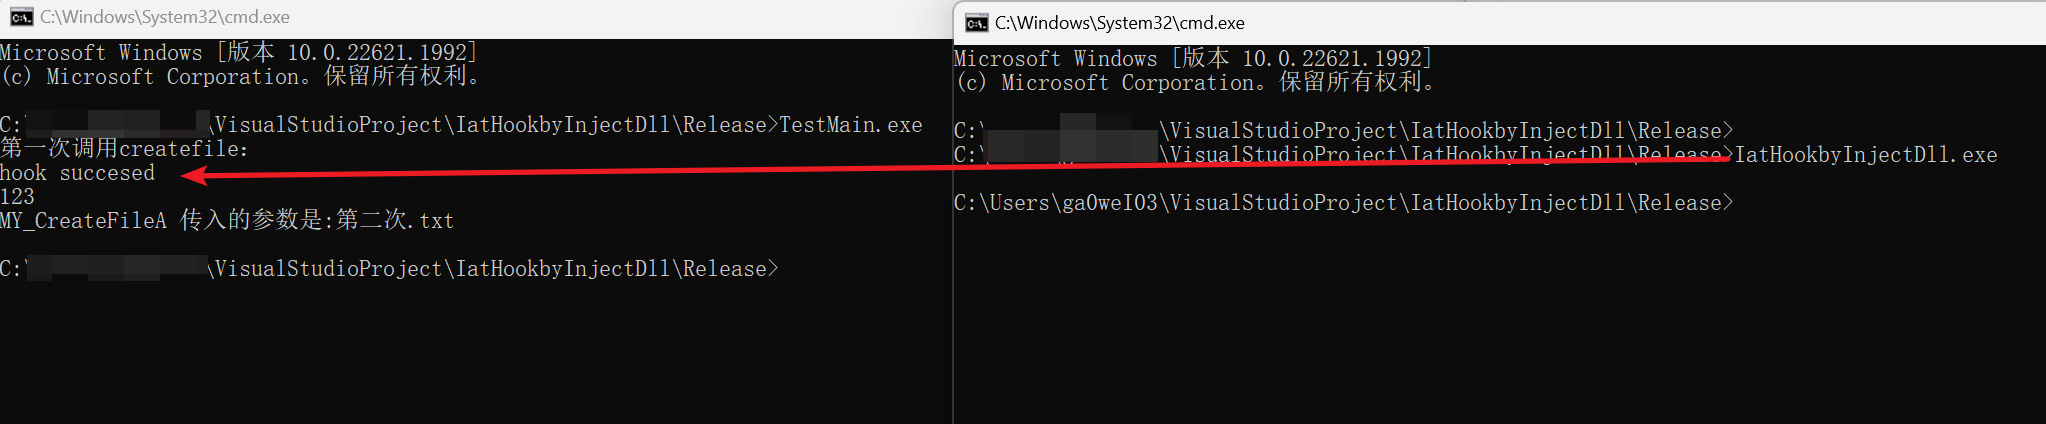 C:\Windows\System32\cmd.exe
Microsoft Windows [版本 10.0.22621.1992]
(c) Microsoft Corporation。保留所有权利。
C:\VisualStudioProject\IatHookbyInjectDll\Release>TestMain.exe
第一次调用createfile：
hook succesed
123
MY_CreateFileA 传入的参数是:第二次.txt
C:\VisualStudioProject\IatHookbyInjectDll\Release>
C:\Windows\System32\cmd.exe
Microsoft Windows [版本 10.0.22621.1992]
(c) Microsoft Corporation。保留所有权利。
C:\VisualStudioProject\IatHookbyInjectDll\Release>
C:\VisualStudioProject\IatHookbyInjectDll\Release>IatHookbyInjectDll.exe
C:\Users\ga0weI03\VisualStudioProject\IatHookbyInjectDll\Release>